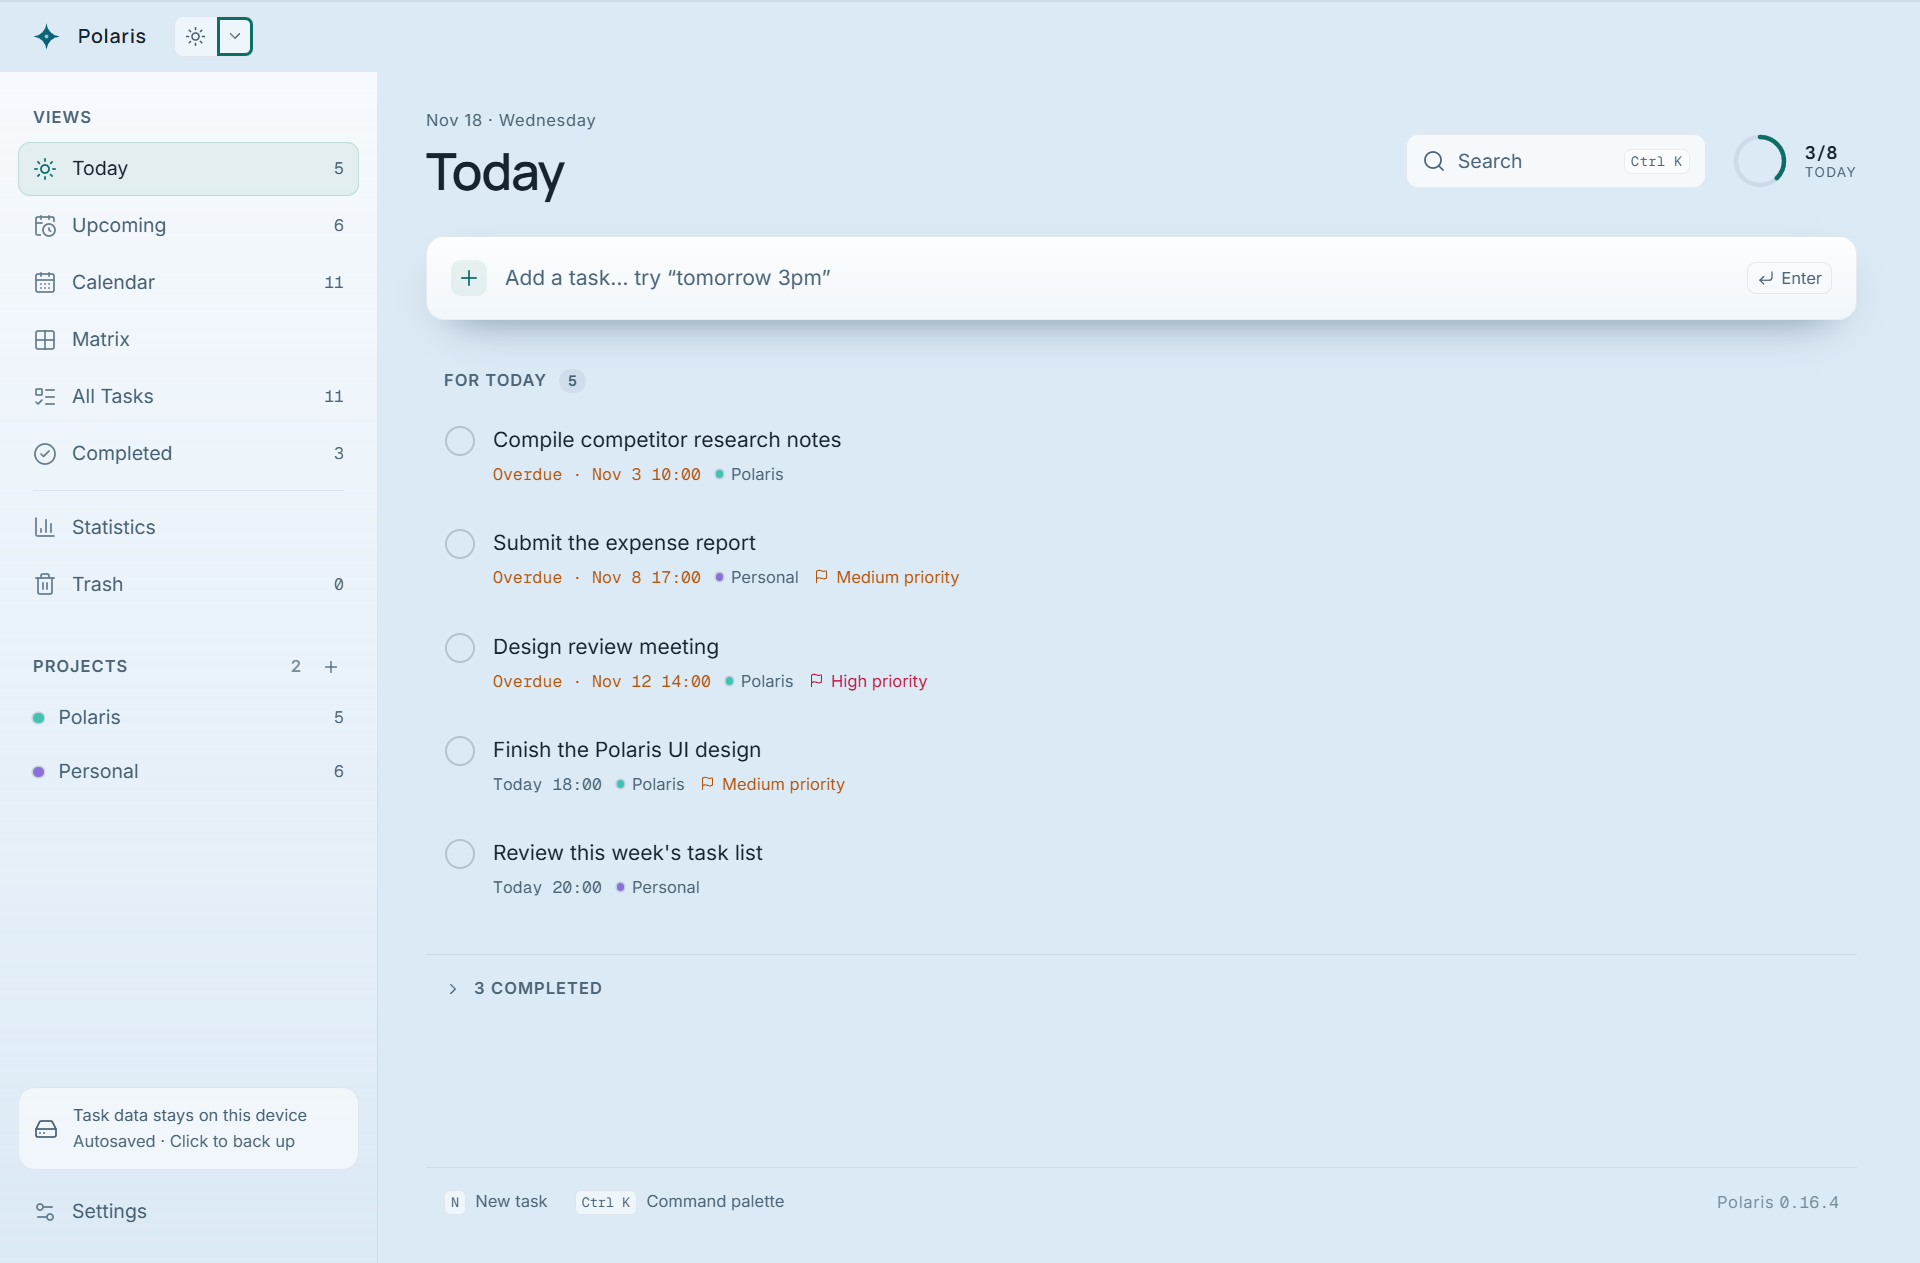 Polaris
VIEWS
Today 5
Upcoming 6
Calendar 11
Matrix
All Tasks 11
Completed 3
Statistics
Trash 0
PROJECTS 2
Polaris 5
Personal 6
Task data stays on this device
Autosaved · Click to back up
Settings
Nov 18 · Wednesday
Today
Search Ctrl K
3/8
TODAY
Add a task... try “tomorrow 3pm”
Enter
FOR TODAY 5
Compile competitor research notes
Overdue · Nov 3 10:00 Polaris
Submit the expense report
Overdue · Nov 8 17:00 Personal Medium priority
Design review meeting
Overdue · Nov 12 14:00 Polaris High priority
Finish the Polaris UI design
Today 18:00 Polaris Medium priority
Review this week's task list
Today 20:00 Personal
3 COMPLETED
N New task Ctrl K Command palette
Polaris 0.16.4